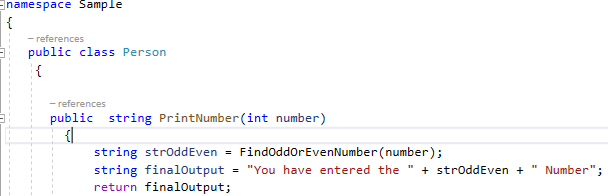 namespace Sample
{
– references
public class Person
{
– references
public  string PrintNumber(int number)
{
string strOddEven = FindOddOrEvenNumber(number);
string finalOutput = "You have entered the " + strOddEven + " Number";
return finalOutput;